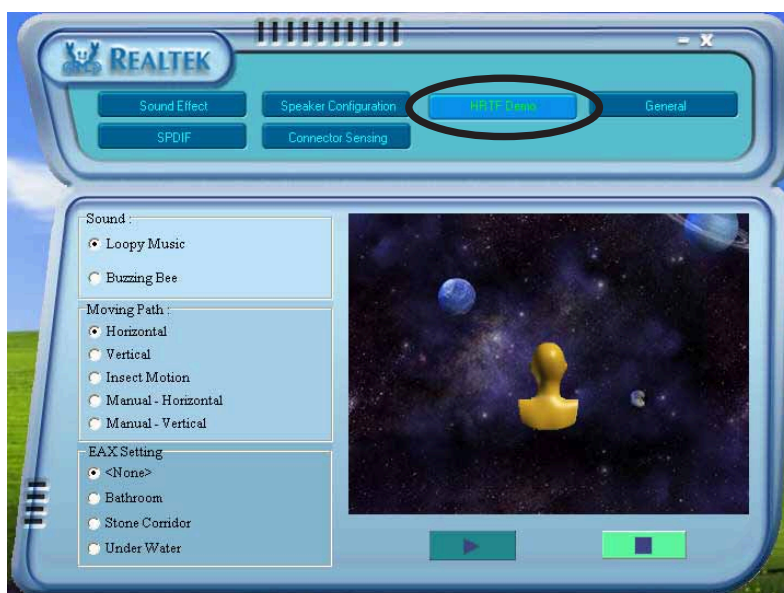 REALTEK
Sound Effect
Speaker Configuration
HRTF Demo
General
SPDIF
Connector Sensing
Sound :
Loopy Music
Buzzing Bee
Moving Path :
Horizontal
Vertical
Insect Motion
Manual - Horizontal
Manual - Vertical
EAX Setting
<None>
Bathroom
Stone Corridor
Under Water